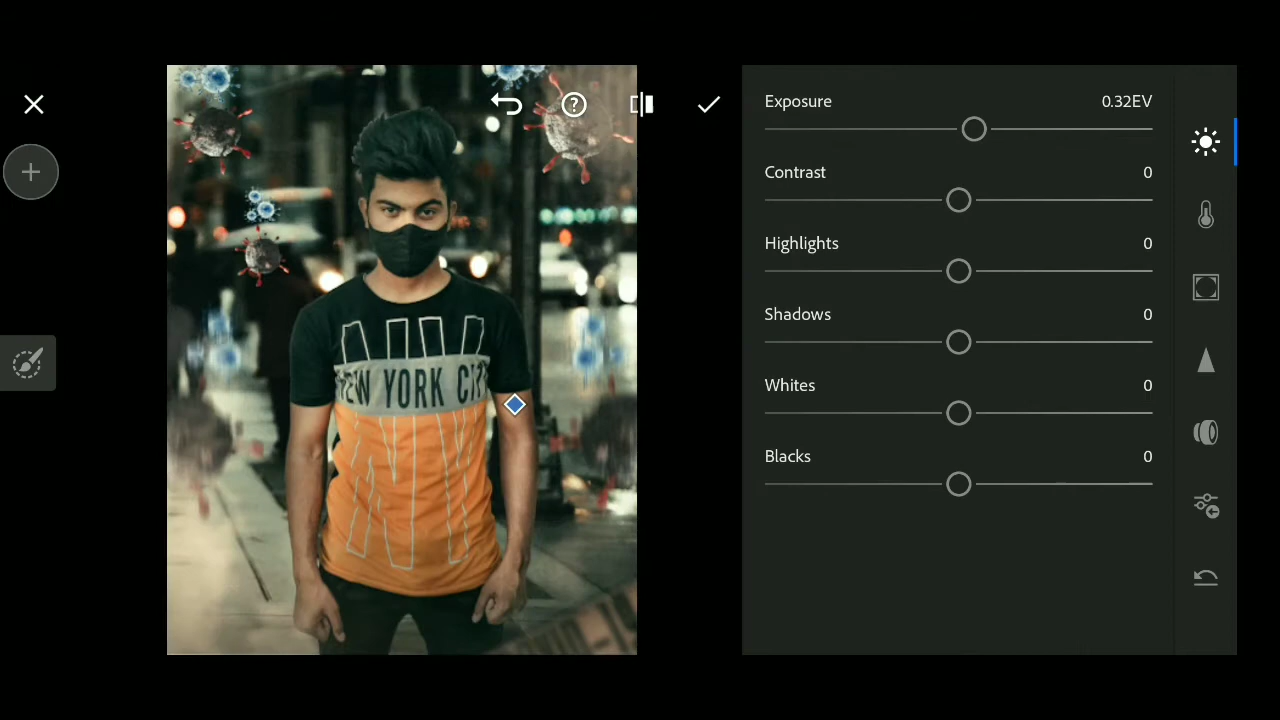 Exposure 0.32EV
Contrast 0
Highlights 0
Shadows 0
Whites 0
Blacks 0
NEW YORK CITY